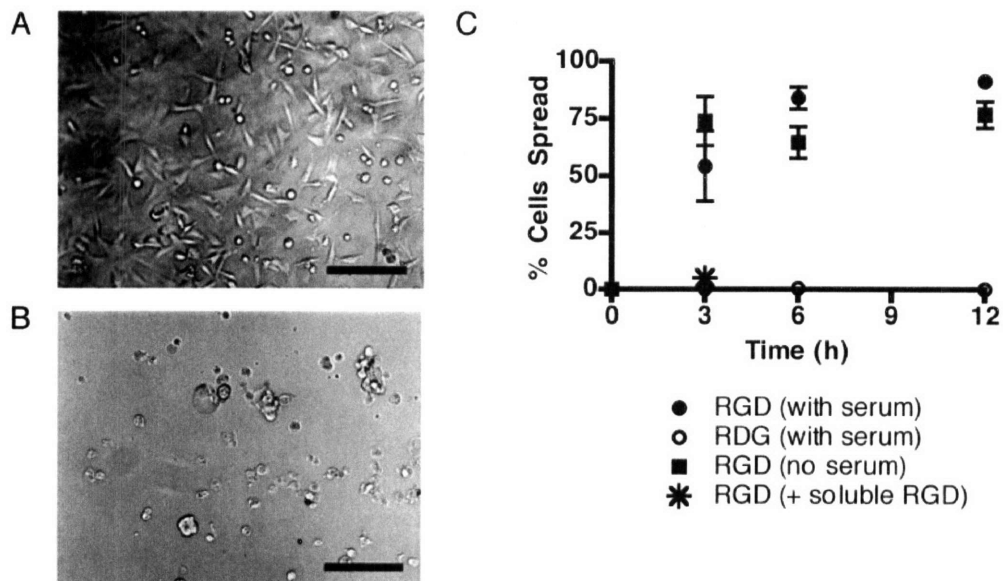 A
B
C
100
75
50
25
0
% Cells Spread
0 3 6 9 12
Time (h)
RGD (with serum)
RDG (with serum)
RGD (no serum)
RGD (+ soluble RGD)